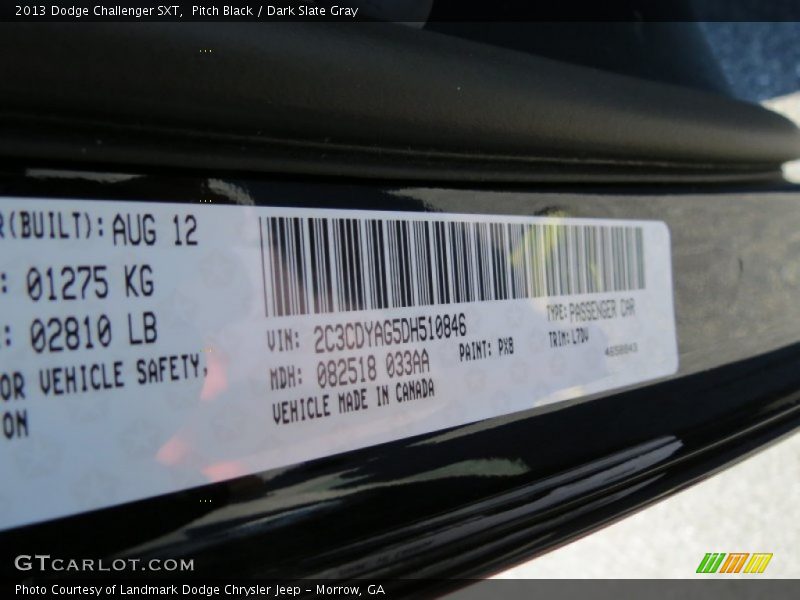 2013 Dodge Challenger SXT, Pitch Black / Dark Slate Gray
R(BUILT): AUG 12
: 01275 KG
: 02810 LB
OR VEHICLE SAFETY,
ON
VIN: 2C3CDYAG5DH510846
TYPE: PASSENGER CAR
MDH: 082518 033AA
PAINT: PX8
TRIM: L7DV
VEHICLE MADE IN CANADA
GTCARLOT.COM
Photo Courtesy of Landmark Dodge Chrysler Jeep - Morrow, GA